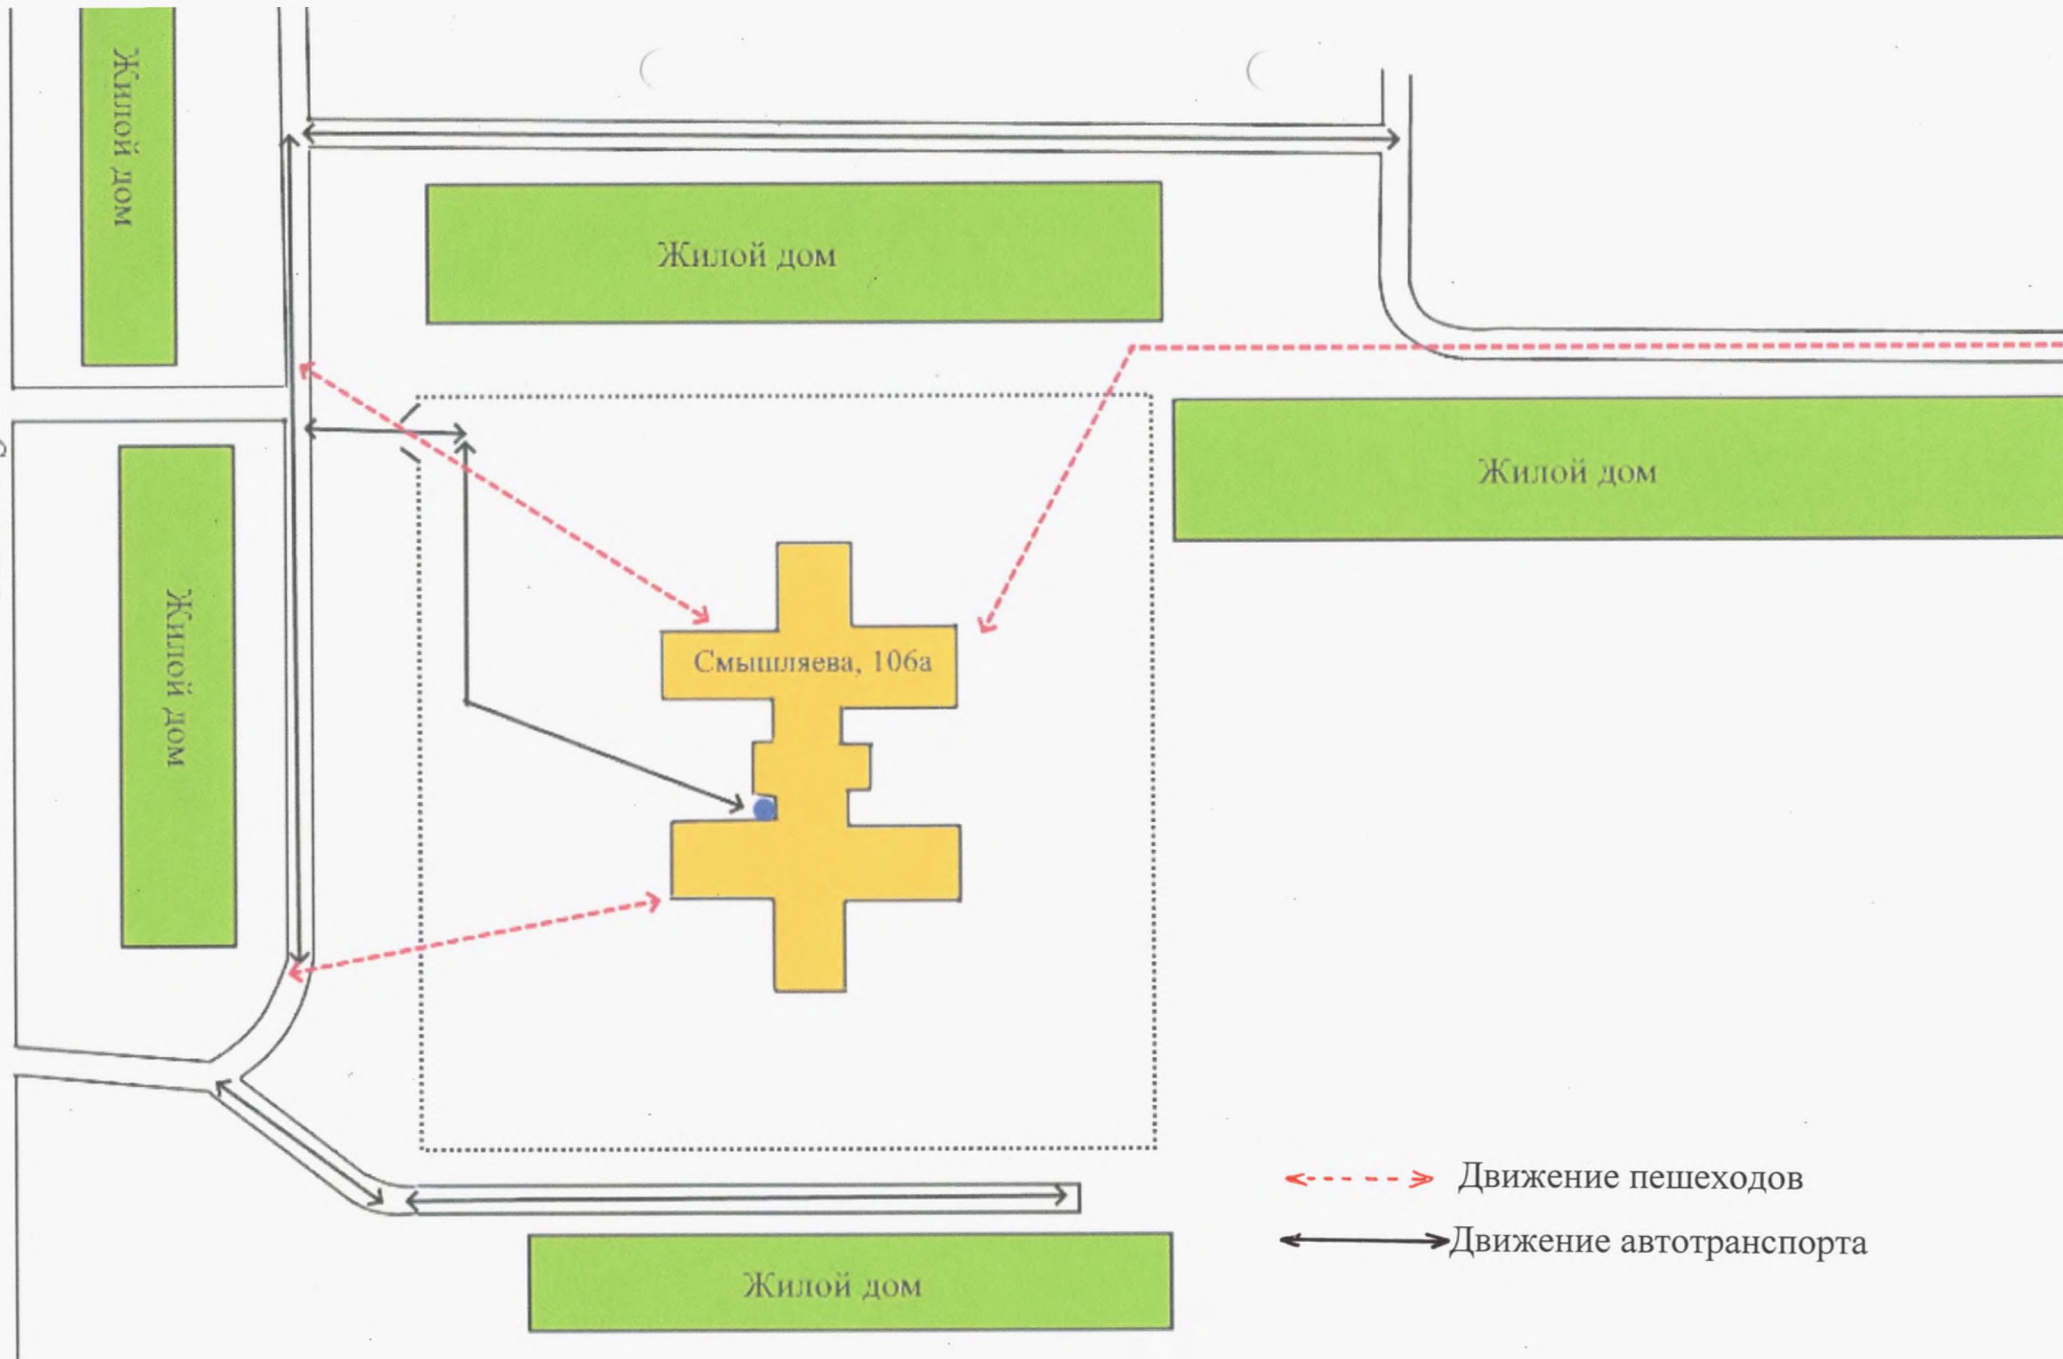 Жилой дом
Жилой дом
Жилой дом
Жилой дом
Смышляева, 106а
Движение пешеходов
Движение автотранспорта
Жилой дом